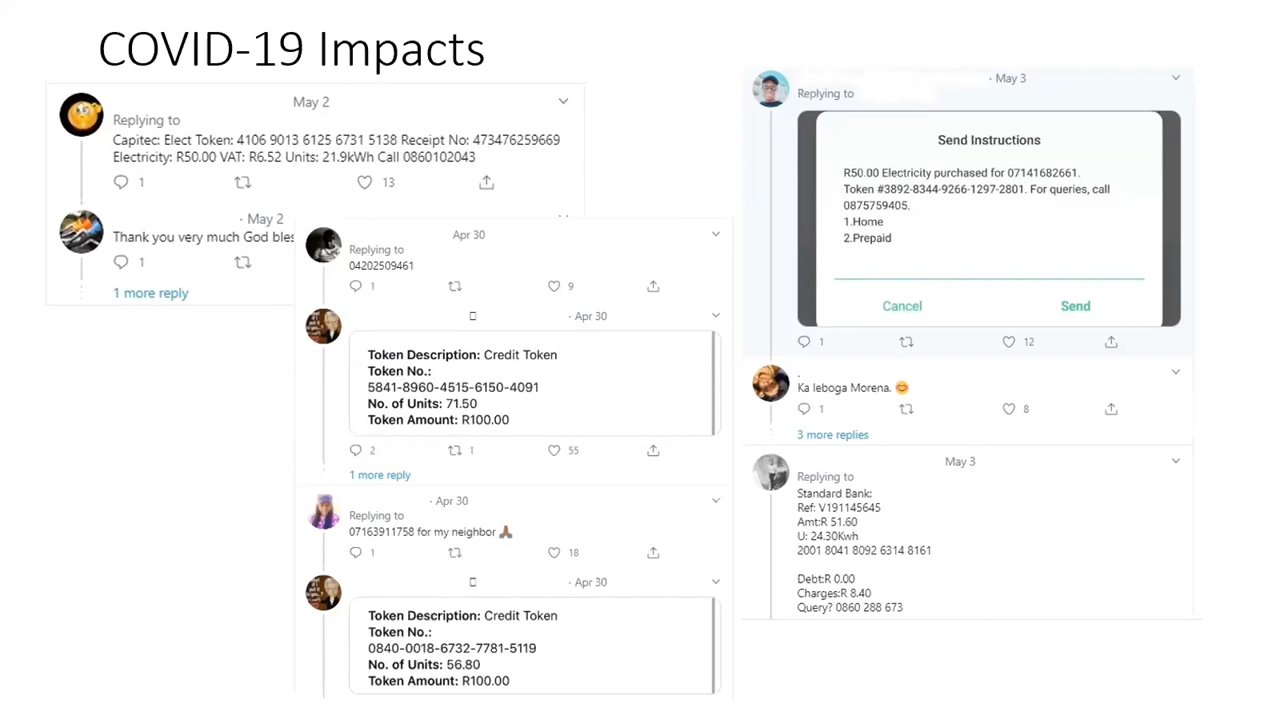 COVID-19 Impacts
May 2
Replying to
Capitec: Elect Token: 4106 9013 6125 6731 5138 Receipt No: 473476259669
Electricity: R50.00 VAT: R6.52 Units: 21.9kWh Call 0860102043
1
13
· May 2
Thank you very much God bles
1
1 more reply
Apr 30
Replying to
04202509461
1
9
· Apr 30
Token Description: Credit Token
Token No.:
5841-8960-4515-6150-4091
No. of Units: 71.50
Token Amount: R100.00
2
1
55
1 more reply
· Apr 30
Replying to
07163911758 for my neighbor 🙏🏾
1
18
· Apr 30
Token Description: Credit Token
Token No.:
0840-0018-6732-7781-5119
No. of Units: 56.80
Token Amount: R100.00
· May 3
Replying to
Send Instructions
R50.00 Electricity purchased for 07141682661.
Token #3892-8344-9266-1297-2801. For queries, call
0875759405.
1.Home
2.Prepaid
Cancel
Send
1
12
Ka leboga Morena. 😊
1
8
3 more replies
May 3
Replying to
Standard Bank:
Ref: V191145645
Amt:R 51.60
U: 24.30Kwh
2001 8041 8092 6314 8161
Debt:R 0.00
Charges:R 8.40
Query? 0860 288 673